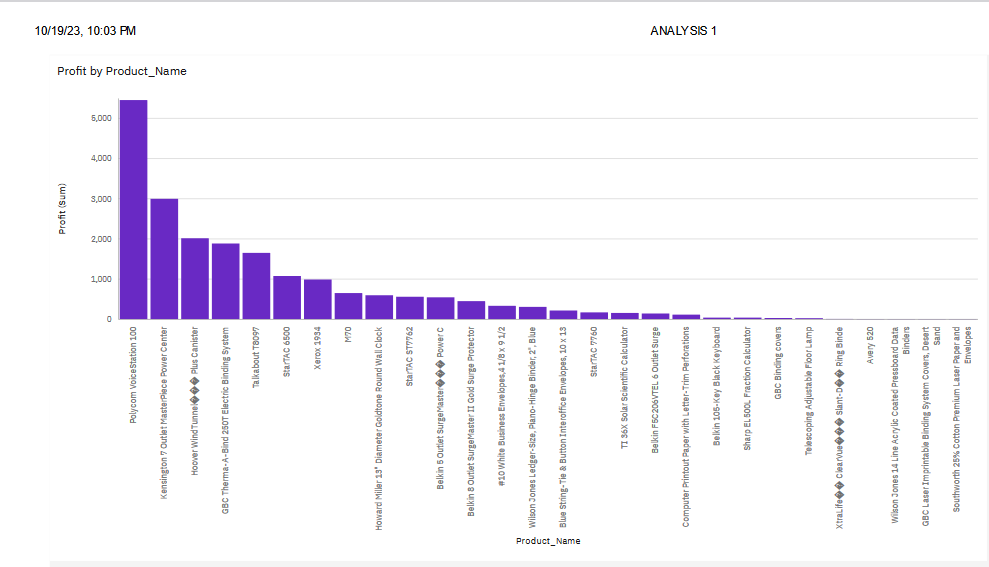 10/19/23, 10:03 PM
ANALYSIS 1
Profit by Product_Name
Profit (Sum)
5,000
4,000
3,000
2,000
1,000
0
Polycom VoiceStation 100
Kensington 7 Outlet MasterPiece Power Center
Hoover WindTunnel��� Plus Canister
GBC Therma-A-Bind 250T Electric Binding System
Talkabout T8097
StarTAC 6500
Xerox 1934
M70
Howard Miller 13" Diameter Goldtone Round Wall Clock
StarTAC ST7762
Belkin 5 Outlet SurgeMaster��� Power C
Belkin 8 Outlet SurgeMaster II Gold Surge Protector
#10 White Business Envelopes,4 1/8 x 9 1/2
Wilson Jones Ledger-Size, Piano-Hinge Binder, 2", Blue
Blue String-Tie & Button Interoffice Envelopes, 10 x 13
StarTAC 7760
TI 36X Solar Scientific Calculator
Belkin F5C206VTEL 6 Outlet Surge
Computer Printout Paper with Letter-Trim Perforations
Belkin 105-Key Black Keyboard
Sharp EL500L Fraction Calculator
GBC Binding covers
Telescoping Adjustable Floor Lamp
XtraLife��� ClearVue��� Slant-D�� Ring Binde
Avery 520
Wilson Jones 14 Line Acrylic Coated Pressboard Data
Binders
GBC Laser Imprintable Binding System Covers, Desert
Sand
Southworth 25% Cotton Premium Laser Paper and
Envelopes
Product_Name